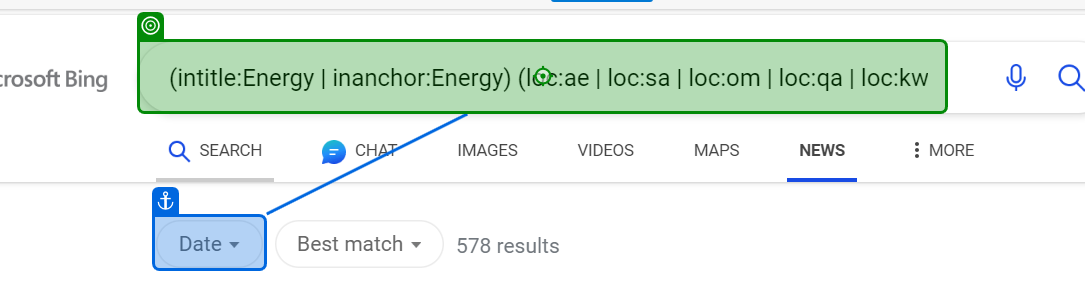 (intitle:Energy | inanchor:Energy) (loc:ae | loc:sa | loc:om | loc:qa | loc:kw
crosoft Bing
SEARCH CHAT IMAGES VIDEOS MAPS NEWS MORE
Date Best match 578 results